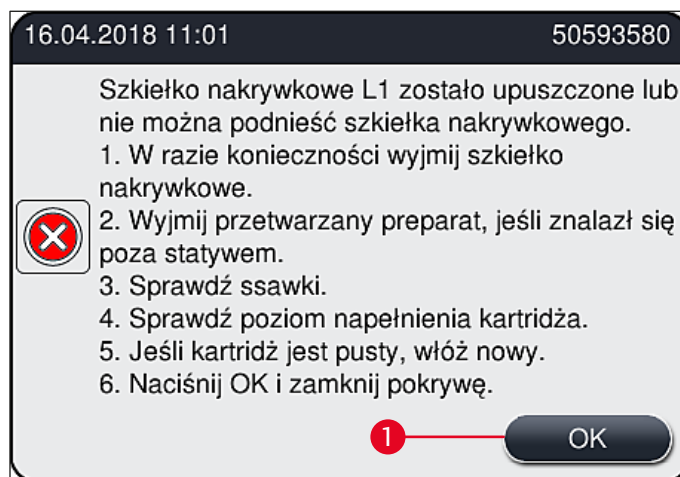 16.04.2018 11:01 50593580
Szkiełko nakrywkowe L1 zostało upuszczone lub
nie można podnieść szkiełka nakrywkowego.
1. W razie konieczności wyjmij szkiełko
nakrywkowe.
2. Wyjmij przetwarzany preparat, jeśli znalazł się
poza statywem.
3. Sprawdź ssawki.
4. Sprawdź poziom napełnienia kartridża.
5. Jeśli kartridż jest pusty, włóż nowy.
6. Naciśnij OK i zamknij pokrywę.
1 OK